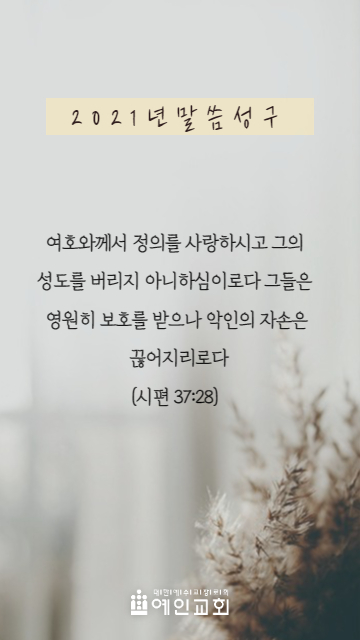 2021년말씀성구
여호와께서 정의를 사랑하시고 그의
성도를 버리지 아니하심이로다 그들은
영원히 보호를 받으나 악인의 자손은
끊어지리로다
(시편 37:28)
예인교회